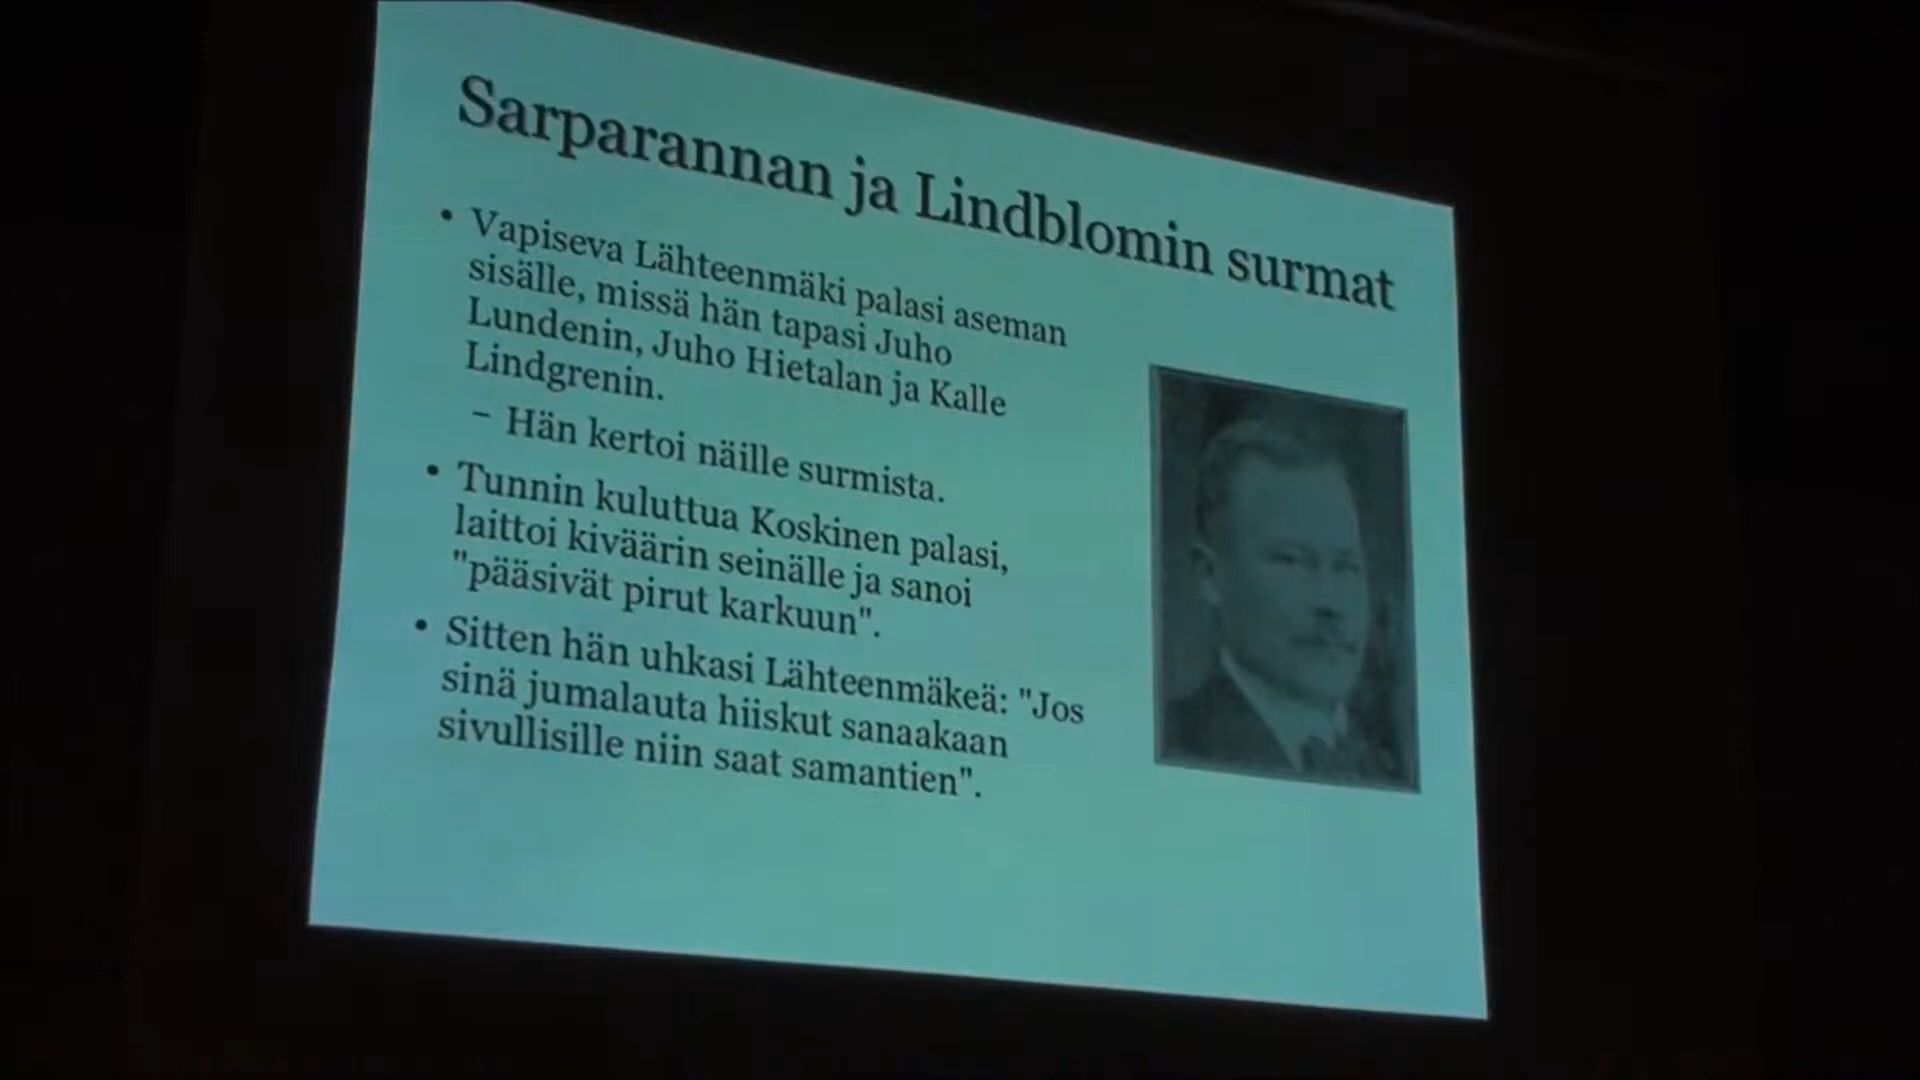 Sarparannan ja Lindblomin surmat
• Vapiseva Lähteenmäki palasi aseman
sisälle, missä hän tapasi Juho
Lundenin, Juho Hietalan ja Kalle
Lindgrenin.
– Hän kertoi näille surmista.
• Tunnin kuluttua Koskinen palasi,
laittoi kiväärin seinälle ja sanoi
"pääsivät pirut karkuun".
• Sitten hän uhkasi Lähteenmäkeä: "Jos
sinä jumalauta hiiskut sanaakaan
sivullisille niin saat samantien".